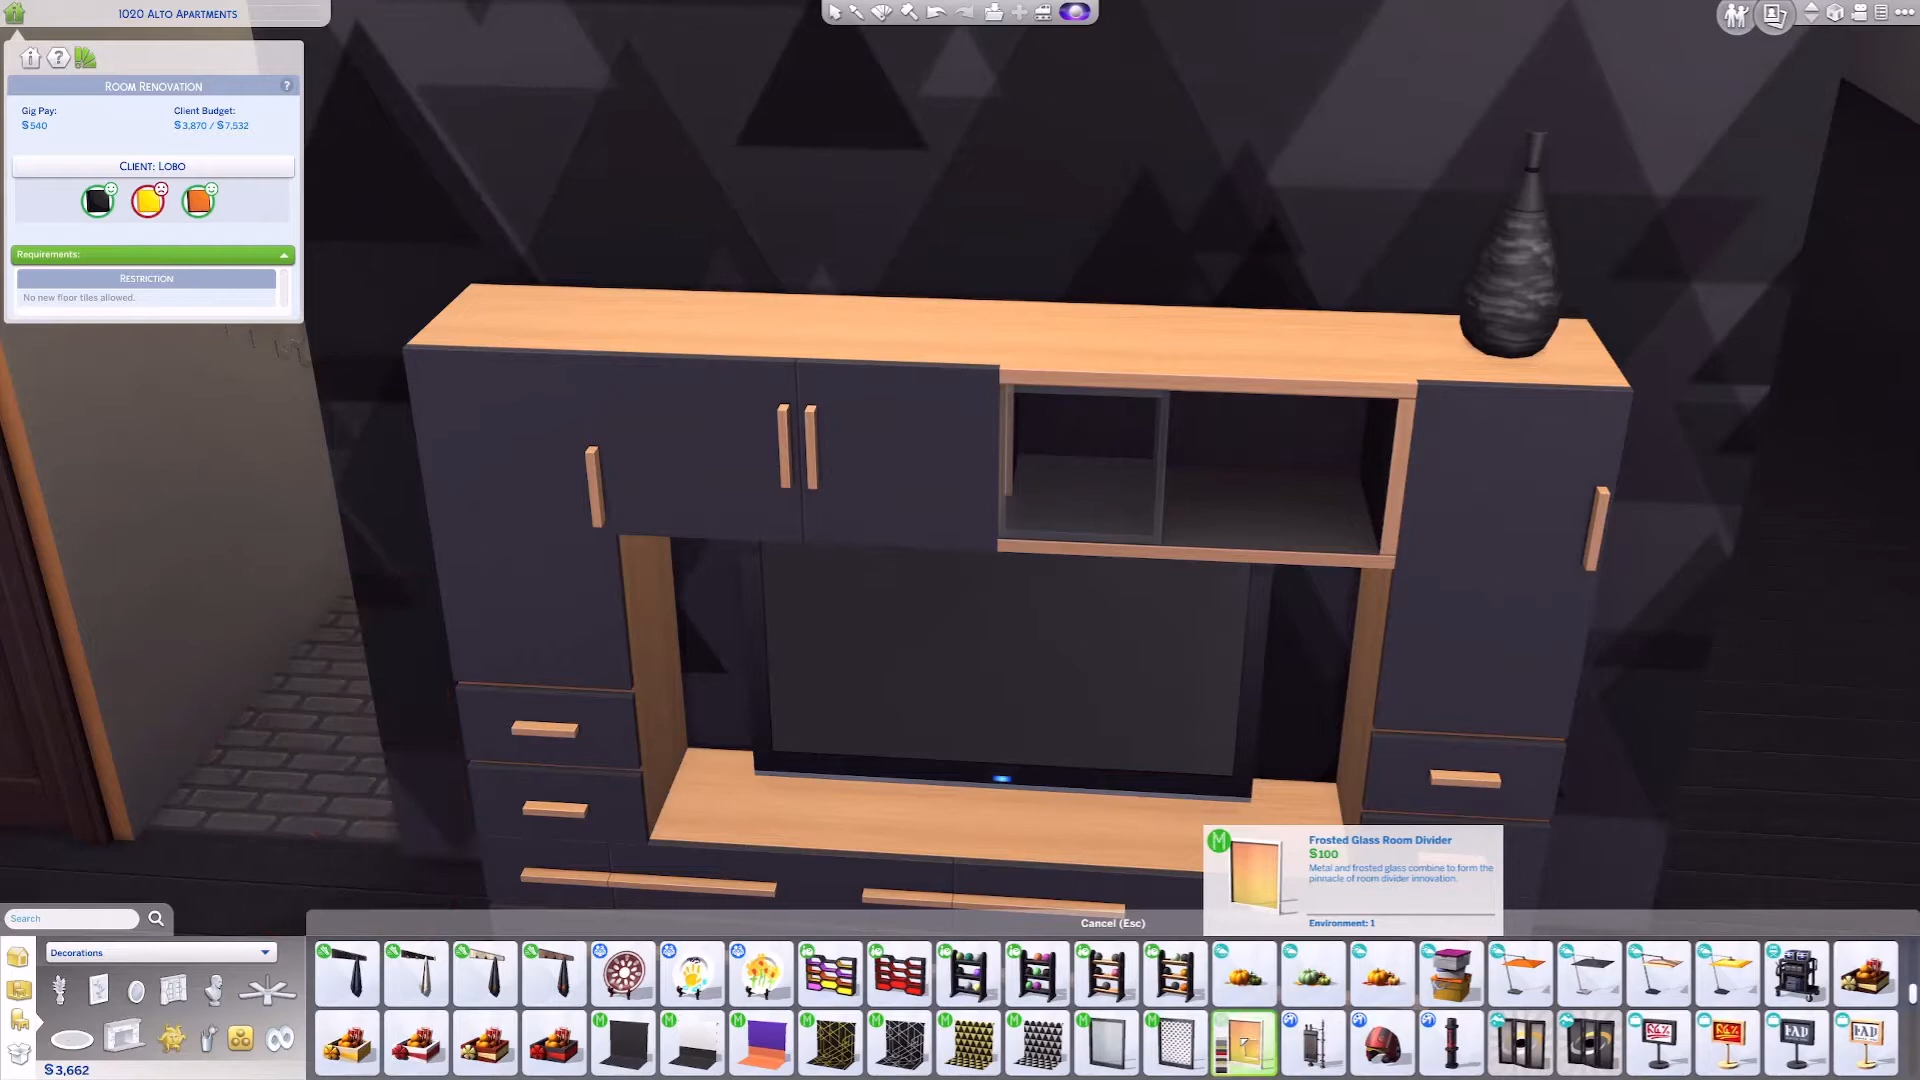 1020 Alto Apartments
Room Renovation
?
Gig Pay:
§540
Client Budget:
§3,870 / §7,532
Client: Lobo
Requirements:
Restriction
No new floor tiles allowed.
M
Frosted Glass Room Divider
§100
Metal and frosted glass combine to form the
pinnacle of room divider innovation.
Environment: 1
Cancel (Esc)
Search
Decorations
§3,662